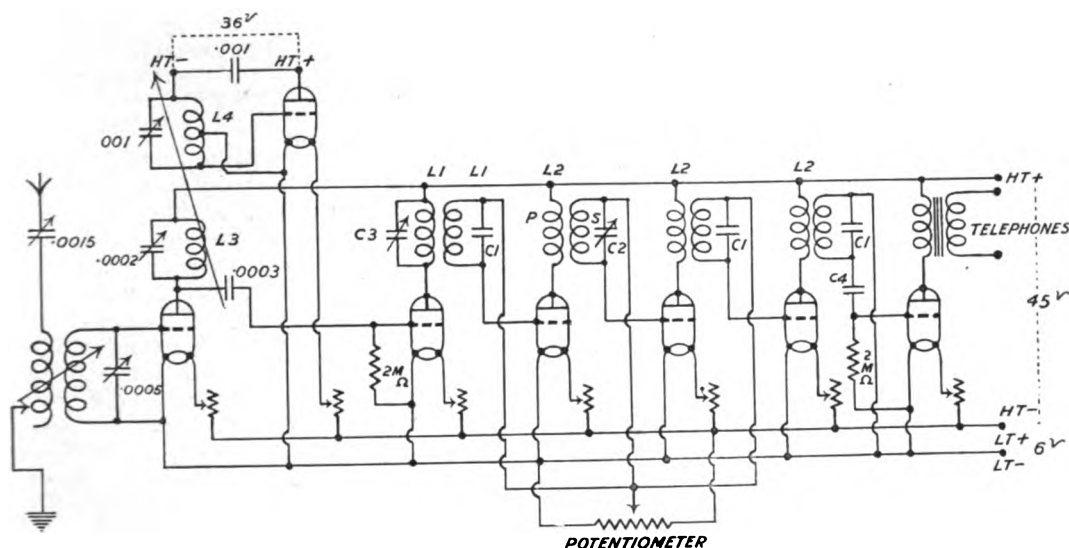 36V
HT- .001 HT+
L4
001
.0015
.0002
L3
.0003
.0005
L1 L1 L2 L2 L2
C3
C1
P
S
C2
C1
C1
C4
2M
Ω
2
M
Ω
HT+
TELEPHONES
45V
HT-
LT+
6V
LT-
POTENTIOMETER